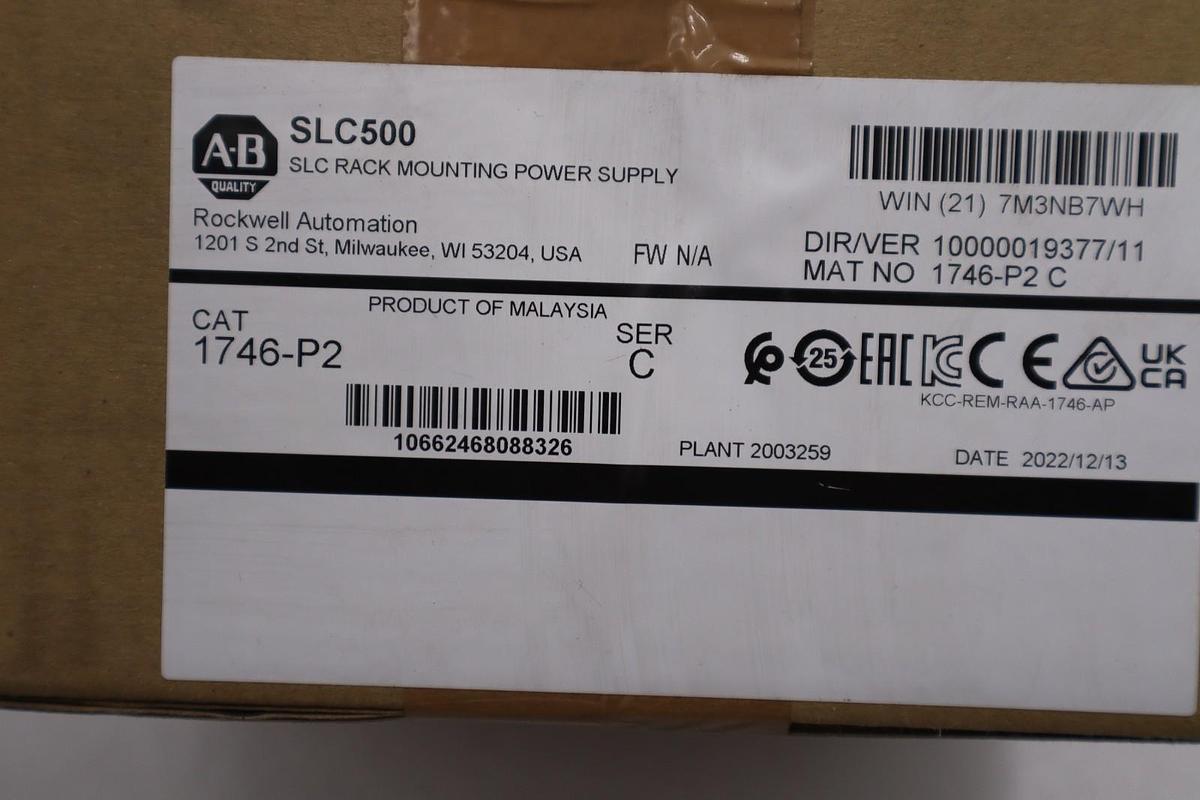 A-B
QUALITY
SLC500
SLC RACK MOUNTING POWER SUPPLY
Rockwell Automation
1201 S 2nd St, Milwaukee, WI 53204, USA
FW N/A
WIN (21) 7M3NB7WH
DIR/VER 10000019377/11
MAT NO 1746-P2 C
PRODUCT OF MALAYSIA
CAT
1746-P2
SER
C
10662468088326
25
EAC
KC
CE
UK
CA
KCC-REM-RAA-1746-AP
PLANT 2003259
DATE 2022/12/13